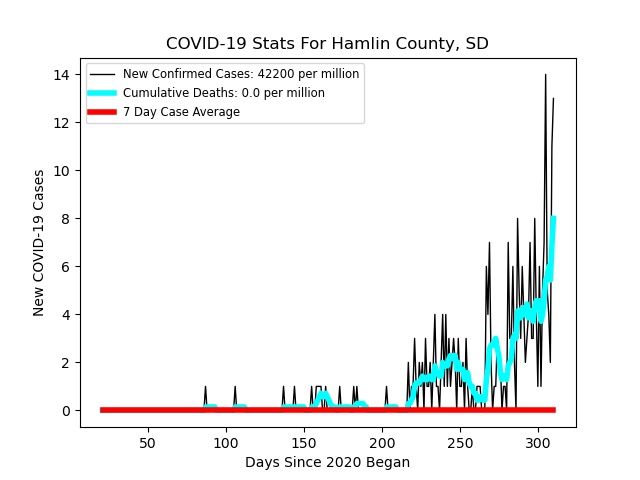 COVID-19 Stats For Hamlin County, SD
New Confirmed Cases: 42200 per million
Cumulative Deaths: 0.0 per million
7 Day Case Average
New COVID-19 Cases
14
12
10
8
6
4
2
0
50 100 150 200 250 300
Days Since 2020 Began